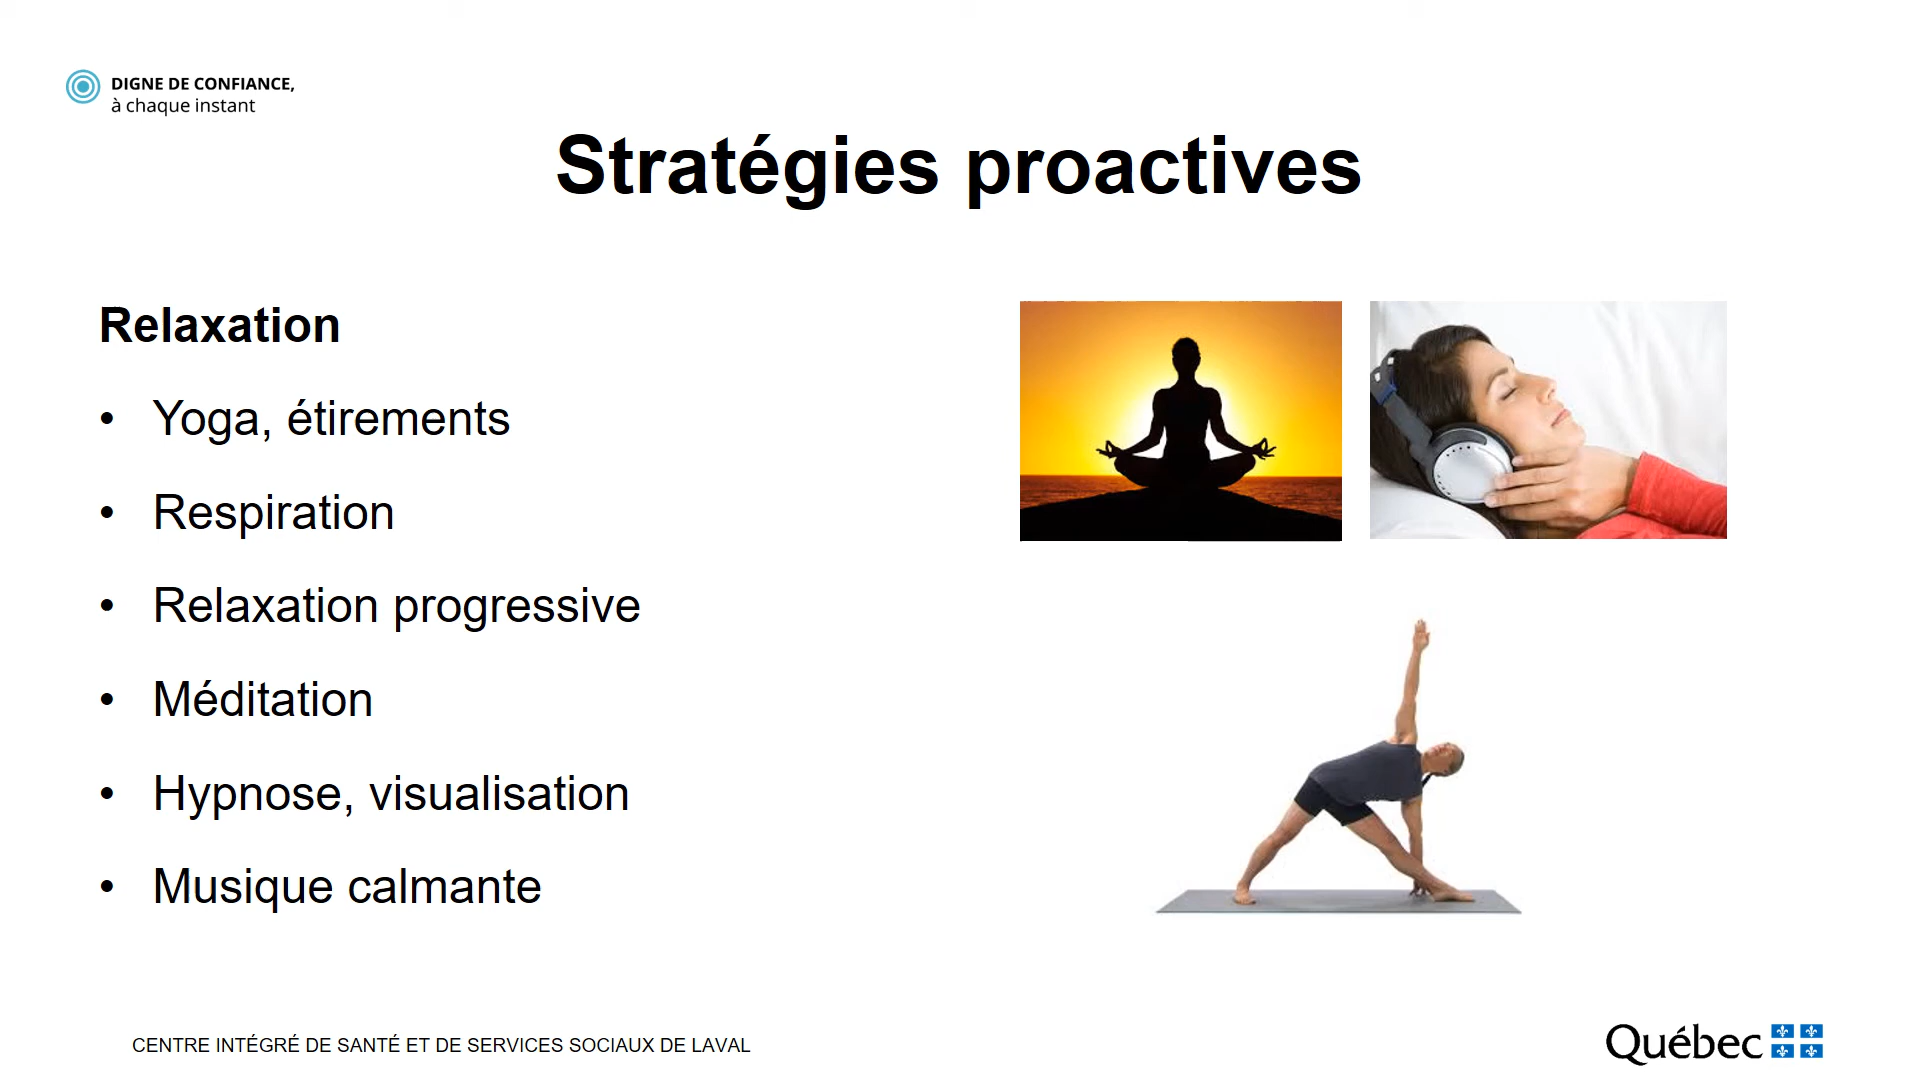 DIGNE DE CONFIANCE,
à chaque instant
Stratégies proactives
Relaxation
• Yoga, étirements
• Respiration
• Relaxation progressive
• Méditation
• Hypnose, visualisation
• Musique calmante
CENTRE INTÉGRÉ DE SANTÉ ET DE SERVICES SOCIAUX DE LAVAL
Québec